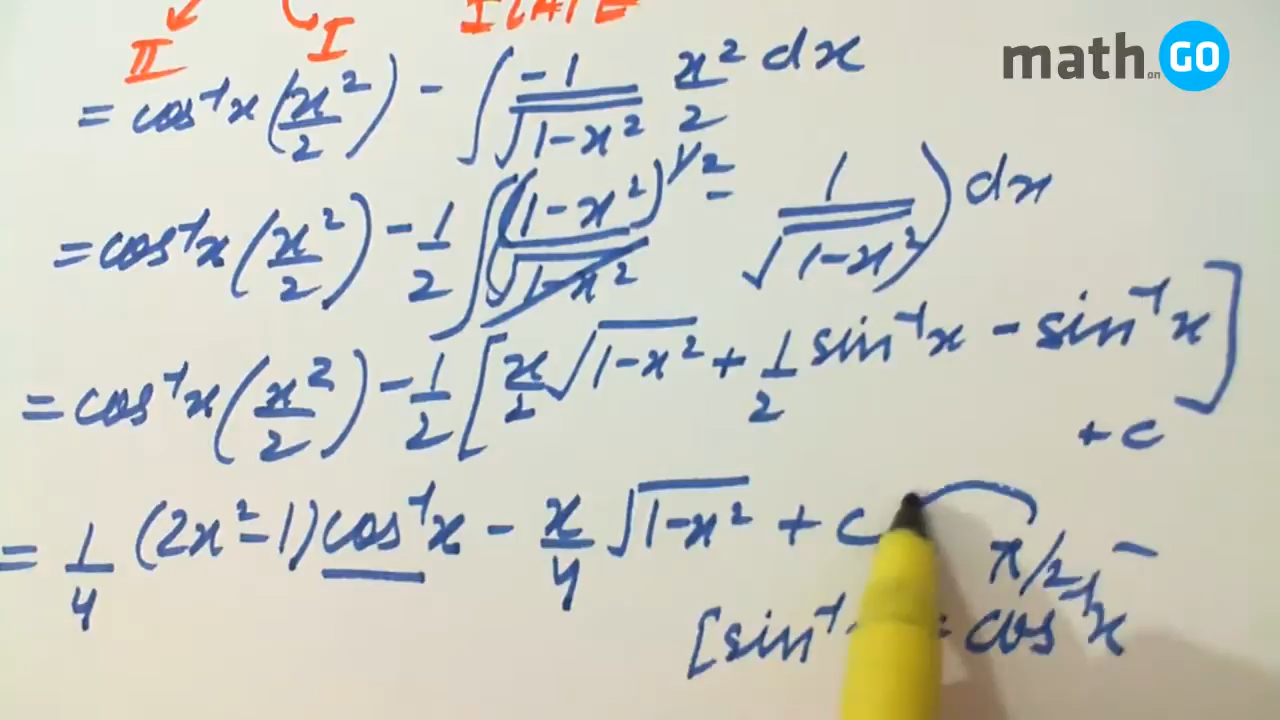 II I ILATE
math on GO
= cos⁻¹x (x²/2) - ∫ -1/√(1-x²) x²/2 dx
= cos⁻¹x (x²/2) - 1/2 ∫ ((1-x²)^1/2/√(1-x²) - 1/√(1-x²)) dx
= cos⁻¹x (x²/2) - 1/2 [x/2 √(1-x²) + 1/2 sin⁻¹x - sin⁻¹x]
+ c
= 1/4 (2x²-1) cos⁻¹x - x/4 √(1-x²) + c
π/2 -
[sin⁻¹ = cos⁻¹x